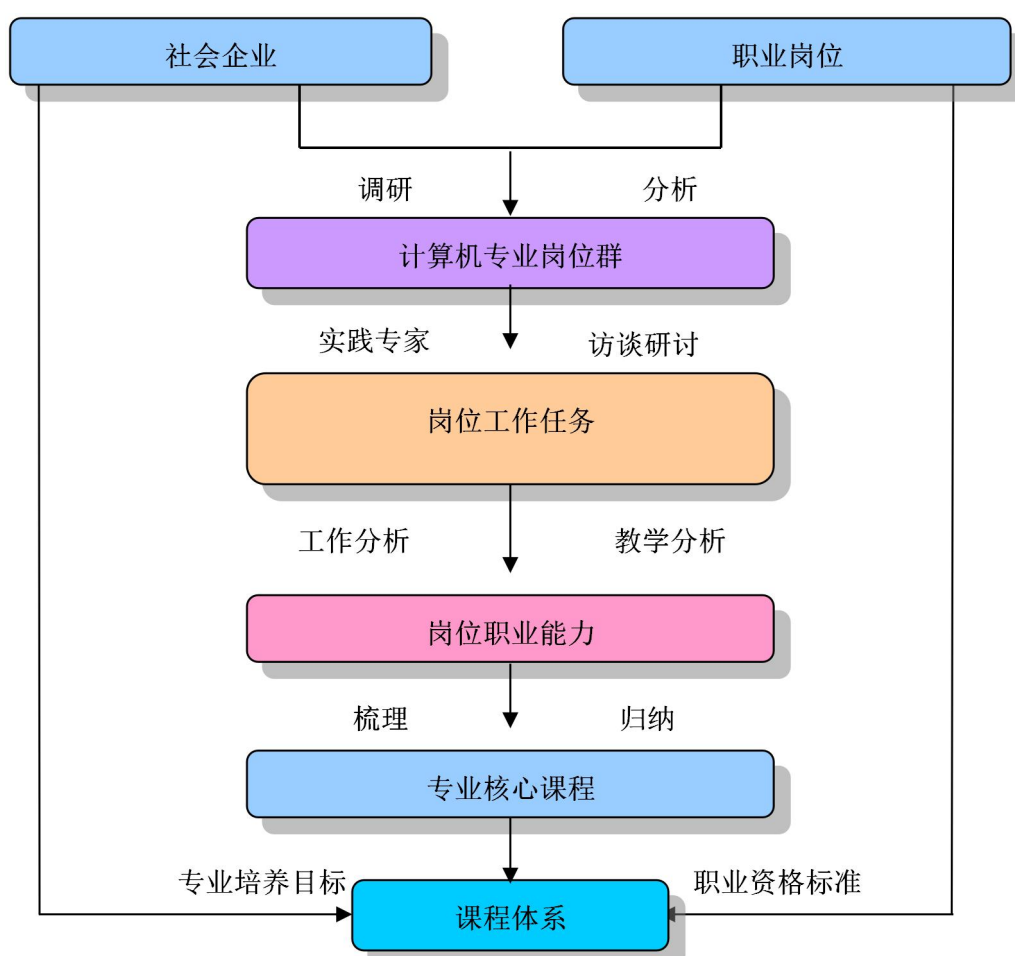 社会企业
职业岗位
调研
分析
计算机专业岗位群
实践专家
访谈研讨
岗位工作任务
工作分析
教学分析
岗位职业能力
梳理
归纳
专业核心课程
专业培养目标
职业资格标准
课程体系